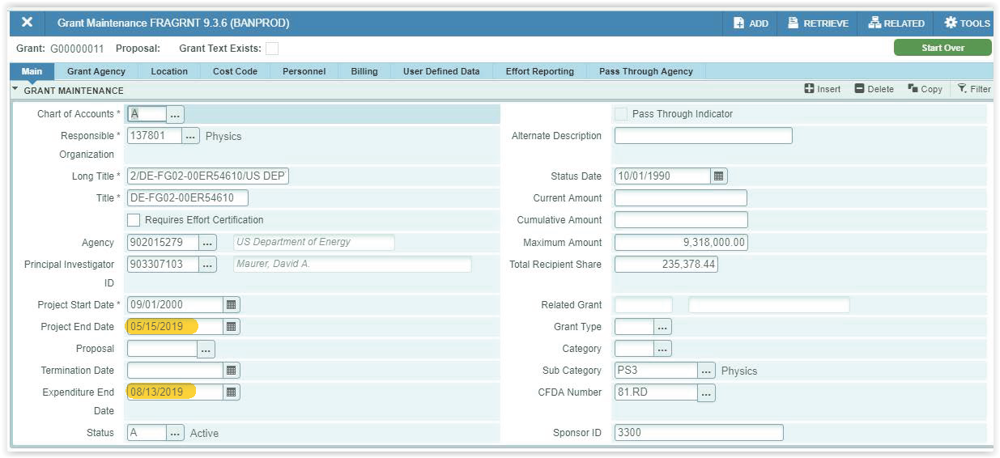 Grant Maintenance FRAGRNT 9.3.6 (BANPROD) ADD RETRIEVE RELATED TOOLS
Grant: G00000011 Proposal: Grant Text Exists: Start Over
Main Grant Agency Location Cost Code Personnel Billing User Defined Data Effort Reporting Pass Through Agency
GRANT MAINTENANCE Insert Delete Copy Filter
Chart of Accounts * A ... Pass Through Indicator
Responsible * 137801 ... Physics Alternate Description
Organization
Long Title * 2/DE-FG02-00ER54610/US DEP Status Date 10/01/1990
Title * DE-FG02-00ER54610 Current Amount
Requires Effort Certification Cumulative Amount
Agency 902015279 ... US Department of Energy Maximum Amount 9,318,000.00
Principal Investigator 903307103 ... Maurer, David A. Total Recipient Share 235,378.44
ID
Project Start Date * 09/01/2000 Related Grant
Project End Date 05/15/2019 Grant Type ...
Proposal ... Category ...
Termination Date Sub Category PS3 ... Physics
Expenditure End 08/13/2019 CFDA Number 81.RD ...
Date
Status A ... Active Sponsor ID 3300